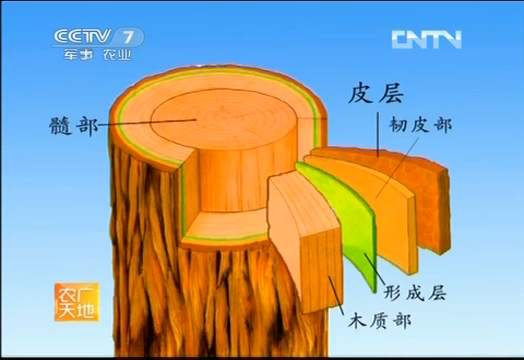 CCTV 7
军事 农业
CNTV
皮层
韧皮部
髓部
形成层
木质部
农广
天地